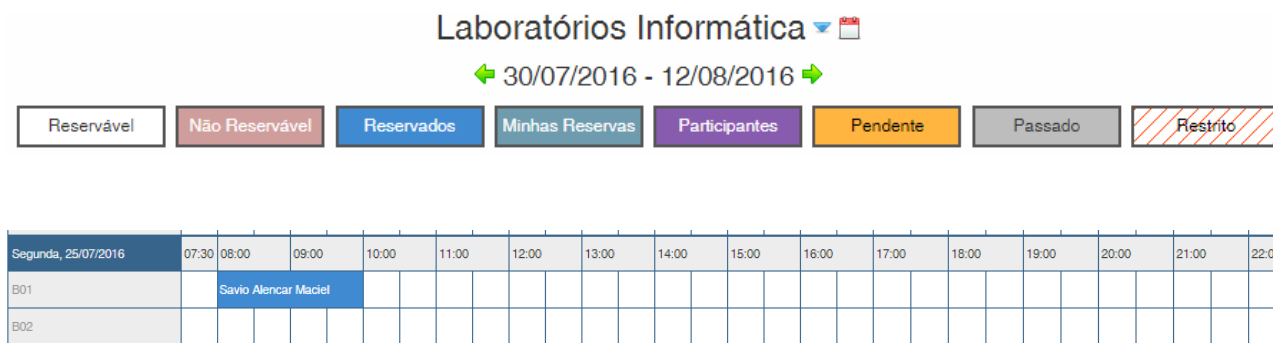 Laboratórios Informática
30/07/2016 - 12/08/2016
Reservável Não Reservável Reservados Minhas Reservas Participantes Pendente Passado Restrito
Segunda, 25/07/2016 07:30 08:00 09:00 10:00 11:00 12:00 13:00 14:00 15:00 16:00 17:00 18:00 19:00 20:00 21:00 22:0
B01 Savio Alencar Maciel
B02